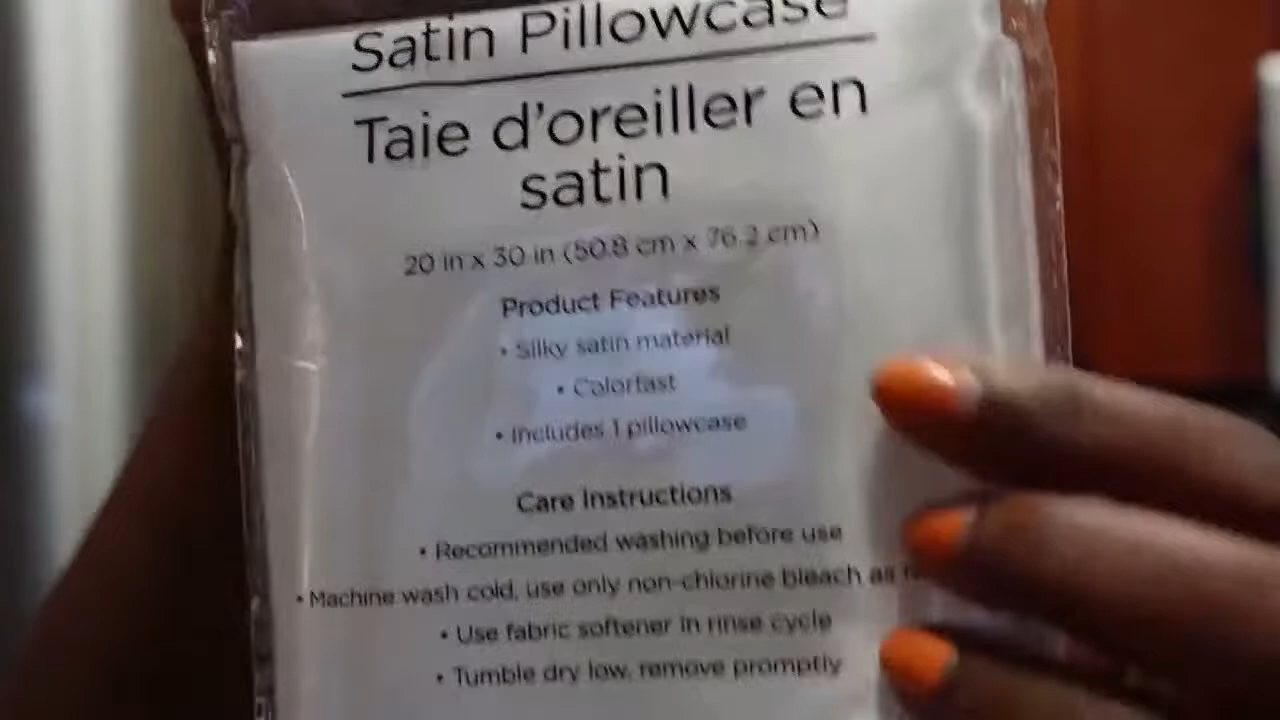 Satin Pillowcase
Taie d'oreiller en
satin
20 in x 30 in (50.8 cm x 76.2 cm)
Product Features
• Silky satin material
• Colorfast
• Includes 1 pillowcase
Care Instructions
• Recommended washing before use
• Machine wash cold, use only non-chlorine bleach as
• Use fabric softener in rinse cycle
• Tumble dry low, remove promptly